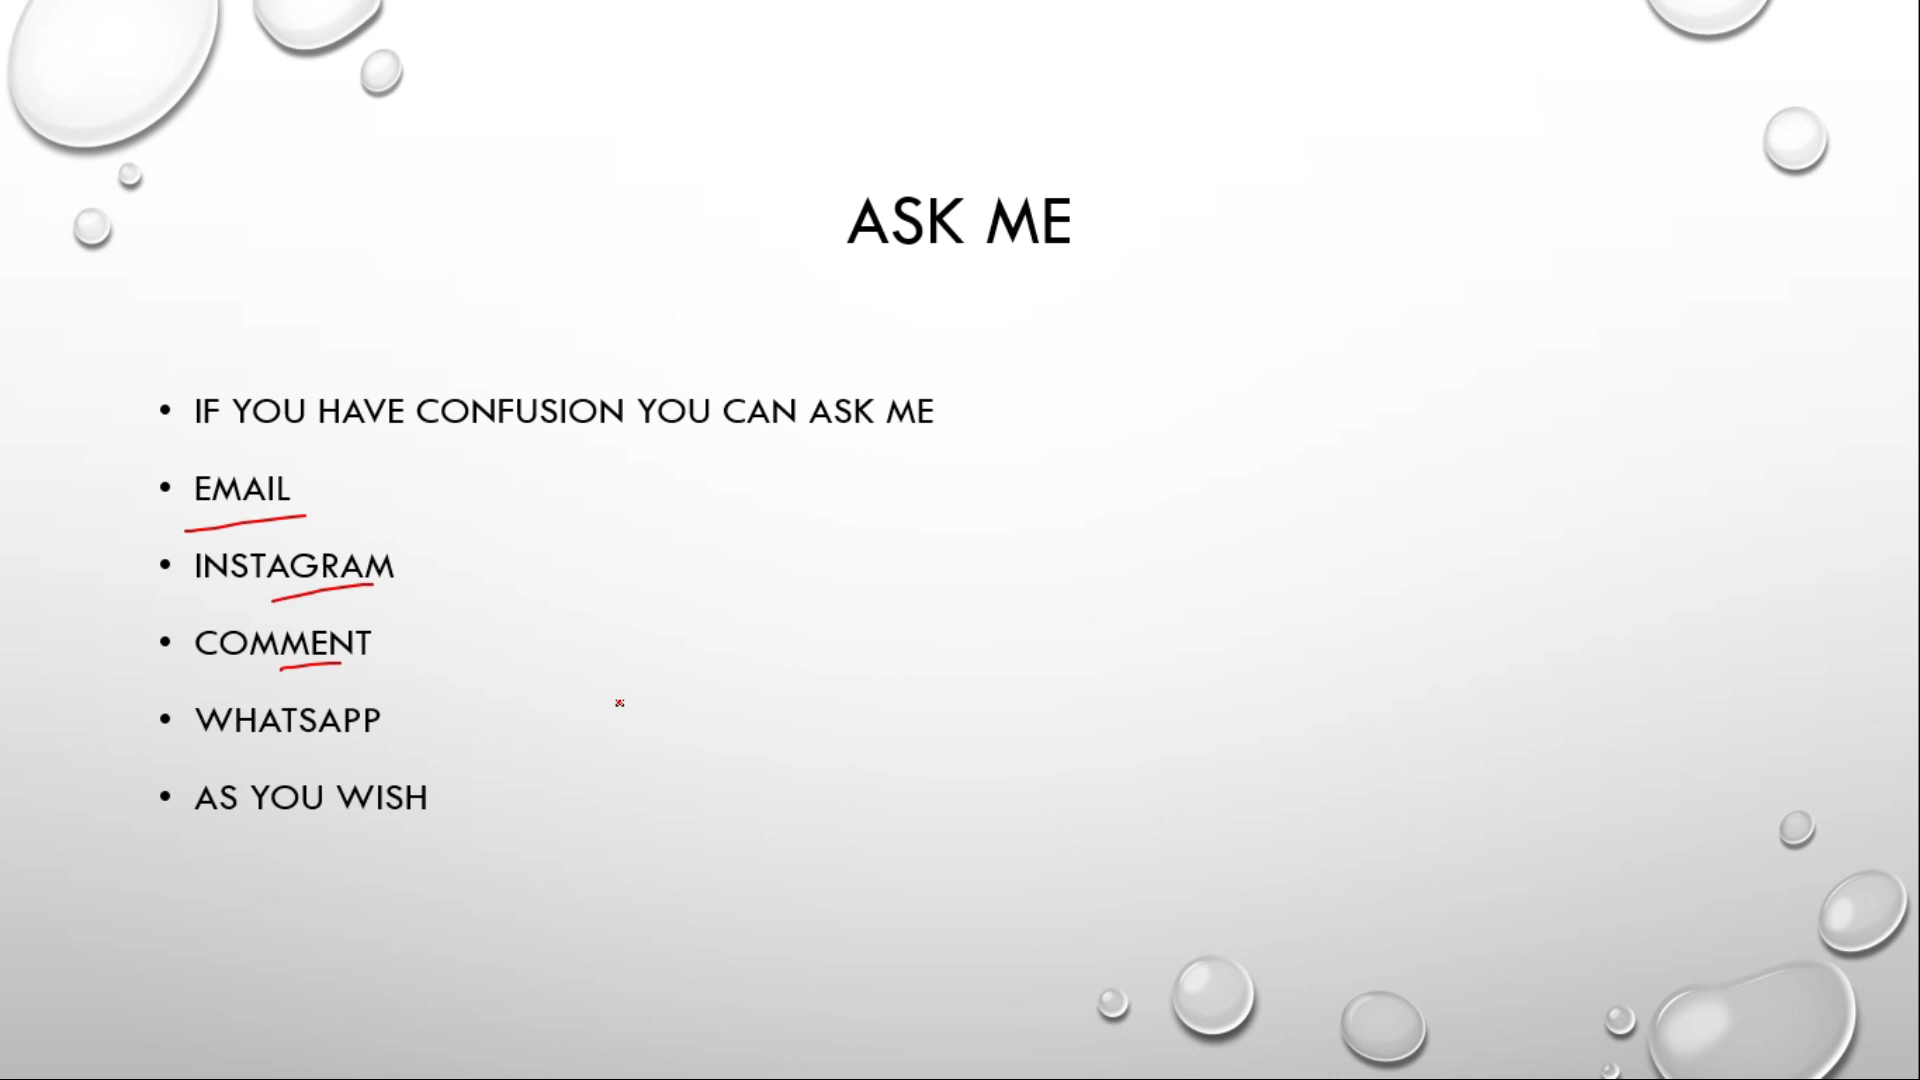 ASK ME
• IF YOU HAVE CONFUSION YOU CAN ASK ME
• EMAIL
• INSTAGRAM
• COMMENT
• WHATSAPP
• AS YOU WISH